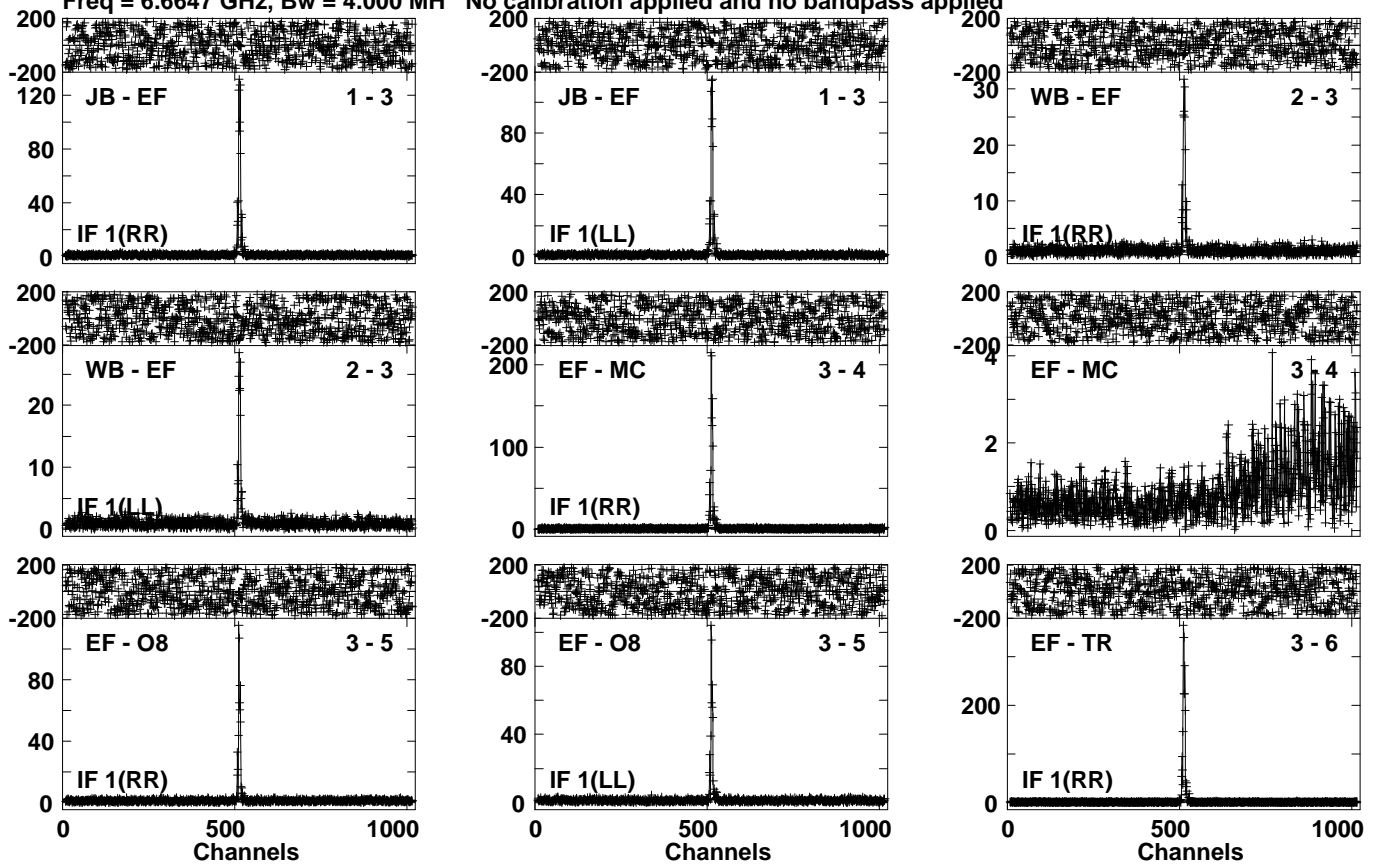 Freq = 6.6647 GHz, Bw = 4.000 MH   No calibration applied and no bandpass applied
200
-200
120
80
40
0
JB - EF
1 - 3
IF 1(RR)
200
-200
80
40
0
JB - EF
1 - 3
IF 1(LL)
200
-200
30
20
10
0
WB - EF
2 - 3
IF 1(RR)
200
-200
20
10
0
WB - EF
2 - 3
IF 1(LL)
200
-200
200
100
0
EF - MC
3 - 4
IF 1(RR)
200
-200
4
2
0
EF - MC
3 - 4
200
-200
80
40
0
EF - O8
3 - 5
IF 1(RR)
0
500
1000
Channels
200
-200
80
40
0
EF - O8
3 - 5
IF 1(LL)
0
500
1000
200
-200
200
0
EF - TR
3 - 6
IF 1(RR)
0
500
1000
Channels